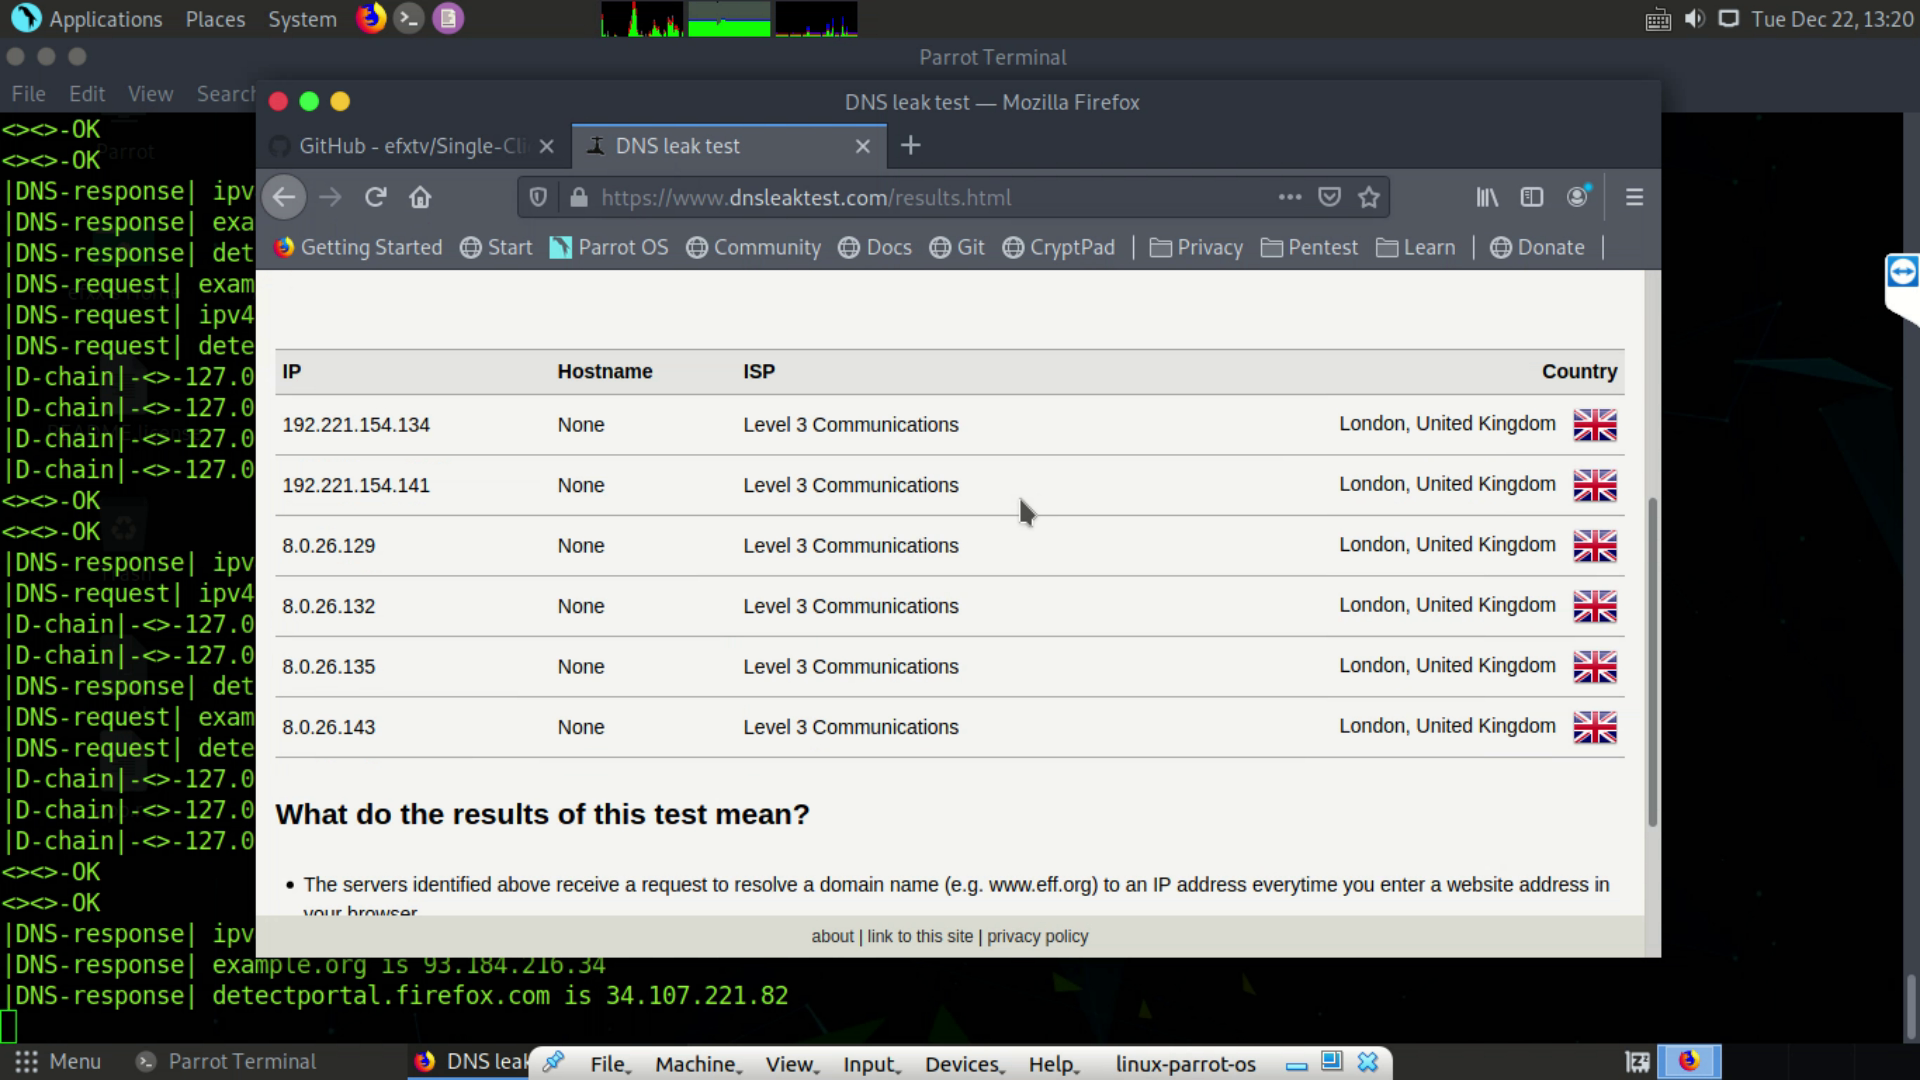 Applications Places System Tue Dec 22, 13:20
Parrot Terminal
File Edit View Search
DNS leak test — Mozilla Firefox
GitHub - efxtv/Single-Cli DNS leak test
https://www.dnsleaktest.com/results.html
Getting Started Start Parrot OS Community Docs Git CryptPad Privacy Pentest Learn Donate
<><>-OK
<><>-OK
|DNS-response| ipv
|DNS-response| exa
|DNS-response| det
|DNS-request| exam
|DNS-request| ipv4
|DNS-request| dete
|D-chain|-<>-127.0
|D-chain|-<>-127.0
|D-chain|-<>-127.0
|D-chain|-<>-127.0
<><>-OK
<><>-OK
|DNS-response| ipv
|DNS-request| ipv4
|D-chain|-<>-127.0
|D-chain|-<>-127.0
|DNS-response| det
|DNS-request| exam
|DNS-request| dete
|D-chain|-<>-127.0
|D-chain|-<>-127.0
|D-chain|-<>-127.0
<><>-OK
<><>-OK
|DNS-response| ipv
|DNS-response| example.org is 93.184.216.34
|DNS-response| detectportal.firefox.com is 34.107.221.82
Parrot
IP Hostname ISP Country
192.221.154.134 None Level 3 Communications London, United Kingdom
192.221.154.141 None Level 3 Communications London, United Kingdom
8.0.26.129 None Level 3 Communications London, United Kingdom
8.0.26.132 None Level 3 Communications London, United Kingdom
8.0.26.135 None Level 3 Communications London, United Kingdom
8.0.26.143 None Level 3 Communications London, United Kingdom
What do the results of this test mean?
The servers identified above receive a request to resolve a domain name (e.g. www.eff.org) to an IP address everytime you enter a website address in
your browser
about | link to this site | privacy policy
Menu Parrot Terminal DNS leak File Machine View Input Devices Help linux-parrot-os